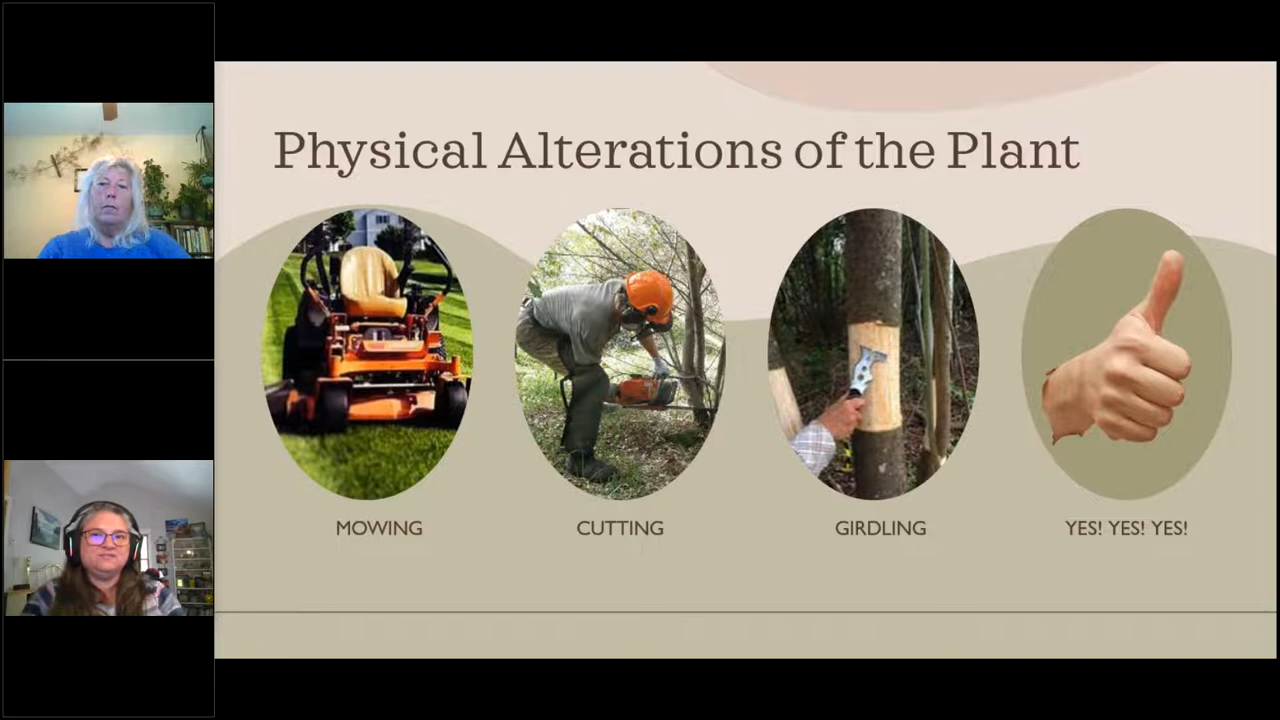 Physical Alterations of the Plant
MOWING
CUTTING
GIRDLING
YES! YES! YES!